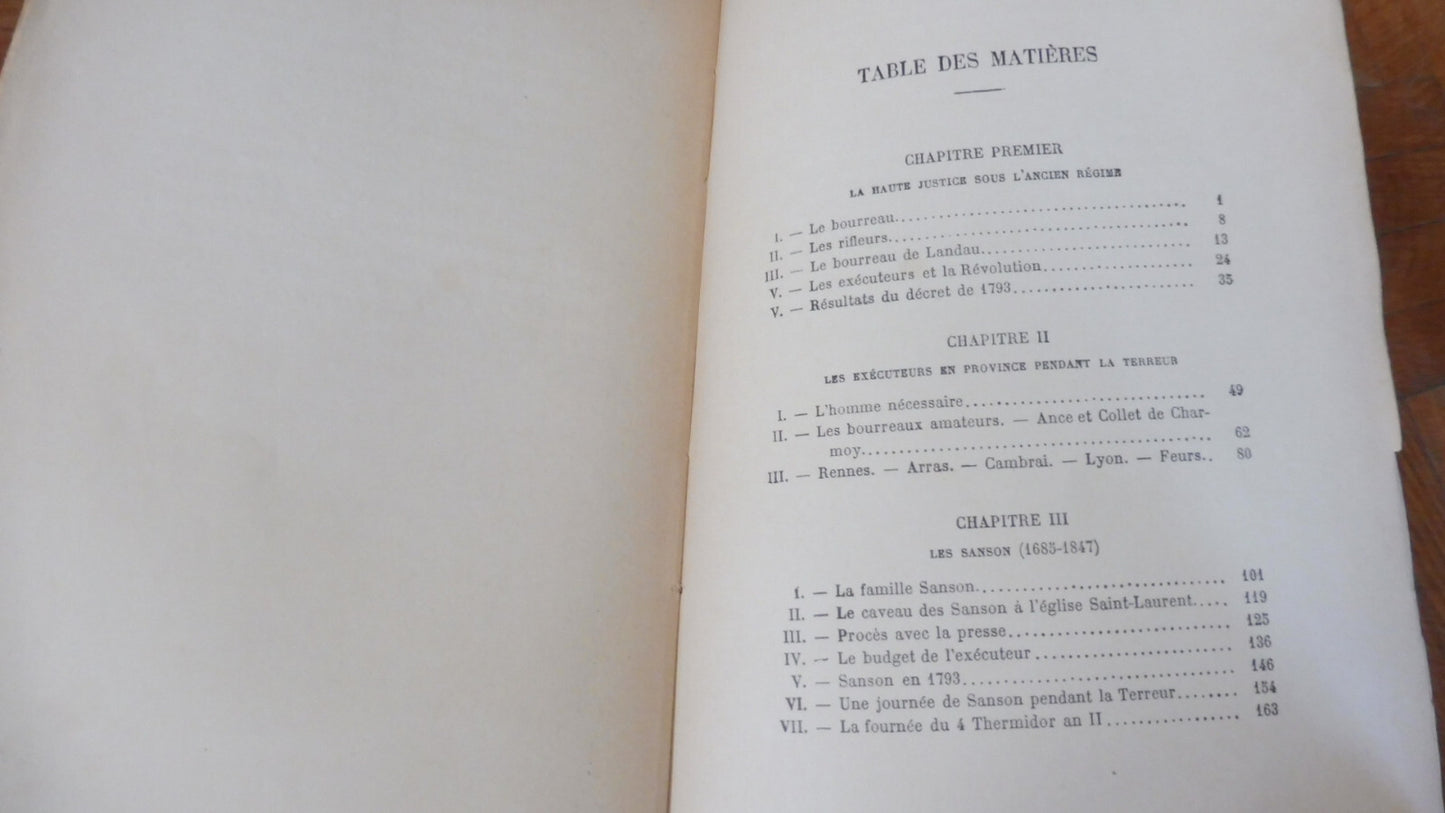 TABLE DES MATIÈRES
CHAPITRE PREMIER
LA HAUTE JUSTICE SOUS L'ANCIEN RÉGIME
I. — Le bourreau........................................ 1
II. — Les rifleurs........................................ 8
III. — Le bourreau de Landau............................ 13
V. — Les exécuteurs et la Révolution.................... 24
V. — Résultats du décret de 1793........................ 35
CHAPITRE II
LES EXÉCUTEURS EN PROVINCE PENDANT LA TERREUR
I. — L'homme nécessaire................................ 49
II. — Les bourreaux amateurs. — Ance et Collet de Char-
moy................................................ 62
III. — Rennes. — Arras. — Cambrai. — Lyon. — Feurs.. 80
CHAPITRE III
LES SANSON (1685-1847)
I. — La famille Sanson.................................. 101
II. — Le caveau des Sanson à l'église Saint-Laurent..... 119
III. — Procès avec la presse............................ 125
IV. — Le budget de l'exécuteur.......................... 136
V. — Sanson en 1793.................................... 146
VI. — Une journée de Sanson pendant la Terreur........ 154
VII. — La fournée du 4 Thermidor an II................. 163